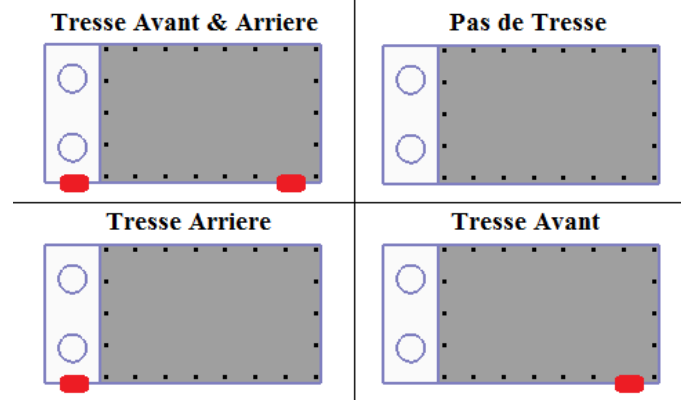 Tresse Avant & Arriere
Pas de Tresse
Tresse Arriere
Tresse Avant